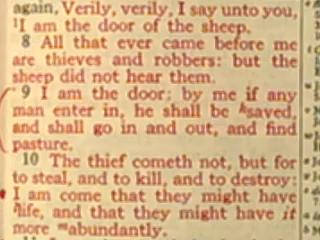 again, Verily, verily, I say unto you,
¹I am the door of the sheep.
8 All that ever came before me
are thieves and robbers: but the
sheep did not hear them.
9 I am the door: by me if any
man enter in, he shall be ᵏsaved,
and shall go in and out, and find
pasture.
10 The thief cometh not, but for
to steal, and to kill, and to destroy:
I am come that they might have
life, and that they might have it
more ᵐabundantly.